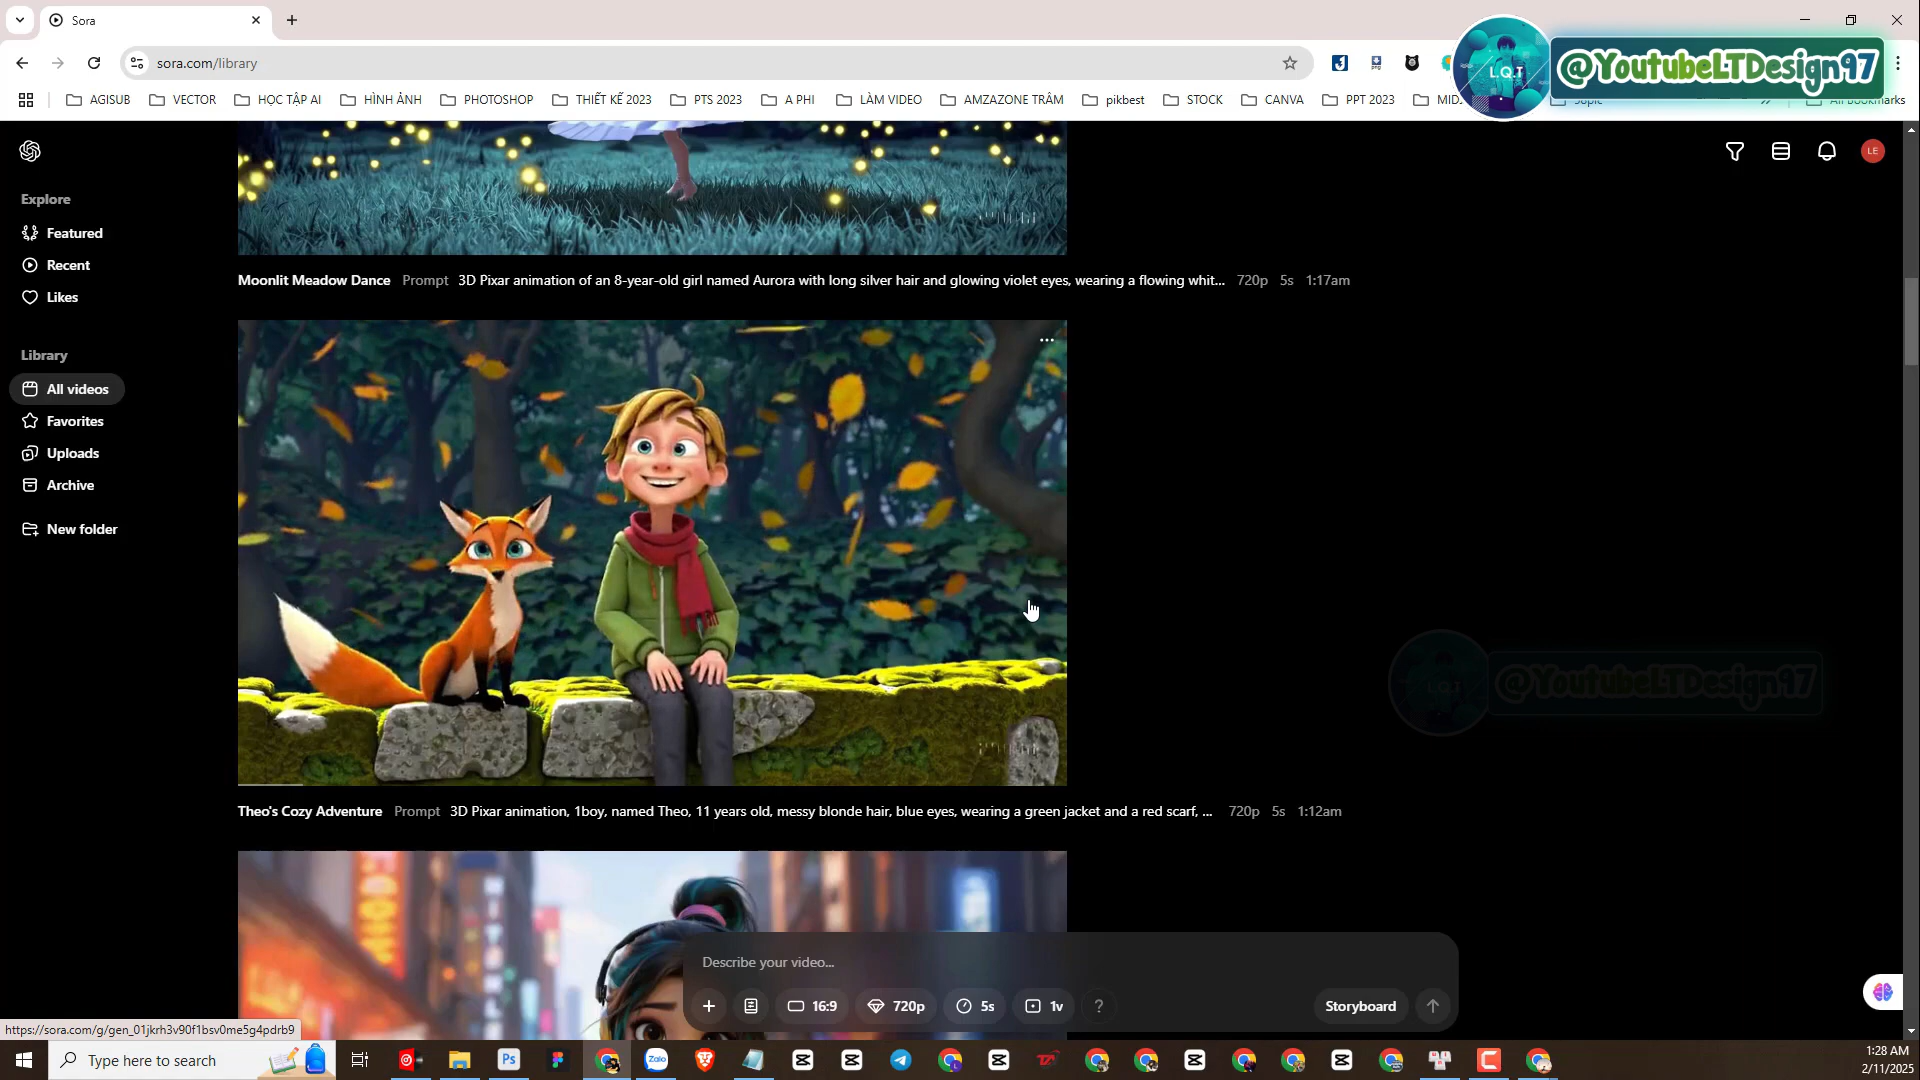 Sora
sora.com/library
L.Q.T
@YoutubeLTDesign97
AGISUB
VECTOR
HỌC TẬP AI
HÌNH ẢNH
PHOTOSHOP
THIẾT KẾ 2023
PTS 2023
A PHI
LÀM VIDEO
AMZAZONE TRÂM
pikbest
STOCK
CANVA
PPT 2023
All Bookmarks
LE
Explore
Featured
Recent
Likes
Library
All videos
Favorites
Uploads
Archive
New folder
Moonlit Meadow Dance Prompt 3D Pixar animation of an 8-year-old girl named Aurora with long silver hair and glowing violet eyes, wearing a flowing whit... 720p 5s 1:17am
@YoutubeLTDesign97
Theo's Cozy Adventure Prompt 3D Pixar animation, 1boy, named Theo, 11 years old, messy blonde hair, blue eyes, wearing a green jacket and a red scarf, ... 720p 5s 1:12am
Describe your video...
16:9 720p 5s 1v ? Storyboard
https://sora.com/g/gen_01jkrh3v90f1bsv0me5g4pdrb9
Type here to search
Ps
Zalo
1:28 AM
2/11/2025